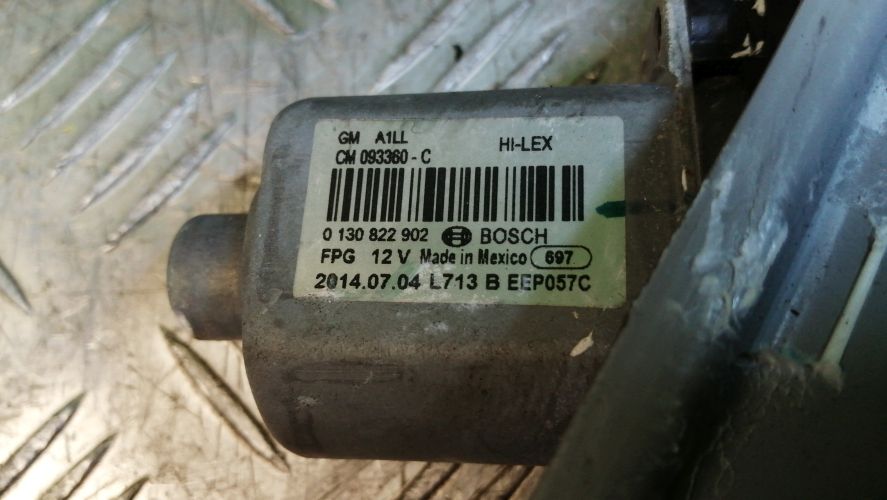 GM A1LL HI-LEX
CM 093360-C
0 130 822 902 BOSCH
FPG 12 V Made in Mexico 697
2014.07.04 L713 B EEP057C